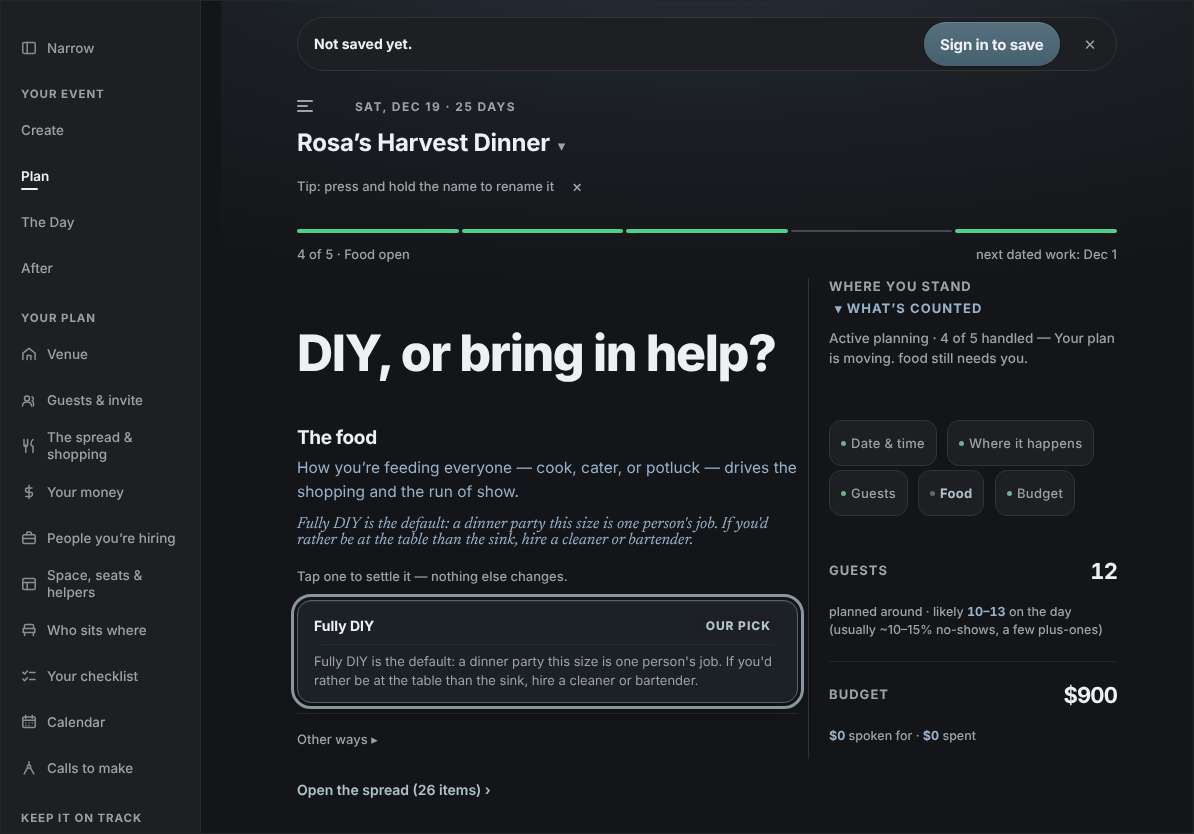 Narrow
YOUR EVENT
Create
Plan
The Day
After
YOUR PLAN
Venue
Guests & invite
The spread &
shopping
Your money
People you’re hiring
Space, seats &
helpers
Who sits where
Your checklist
Calendar
Calls to make
KEEP IT ON TRACK
Not saved yet.
Sign in to save ×
SAT, DEC 19 · 25 DAYS
Rosa’s Harvest Dinner ▾
Tip: press and hold the name to rename it ×
4 of 5 · Food open
next dated work: Dec 1
DIY, or bring in help?
The food
How you’re feeding everyone — cook, cater, or potluck — drives the
shopping and the run of show.
Fully DIY is the default: a dinner party this size is one person's job. If you'd
rather be at the table than the sink, hire a cleaner or bartender.
Tap one to settle it — nothing else changes.
Fully DIY
OUR PICK
Fully DIY is the default: a dinner party this size is one person's job. If you'd
rather be at the table than the sink, hire a cleaner or bartender.
Other ways ▸
Open the spread (26 items) ›
WHERE YOU STAND
▾ WHAT’S COUNTED
Active planning · 4 of 5 handled — Your plan
is moving. food still needs you.
• Date & time
• Where it happens
• Guests
• Food
• Budget
GUESTS
12
planned around · likely 10–13 on the day
(usually ~10–15% no-shows, a few plus-ones)
BUDGET
$900
$0 spoken for · $0 spent